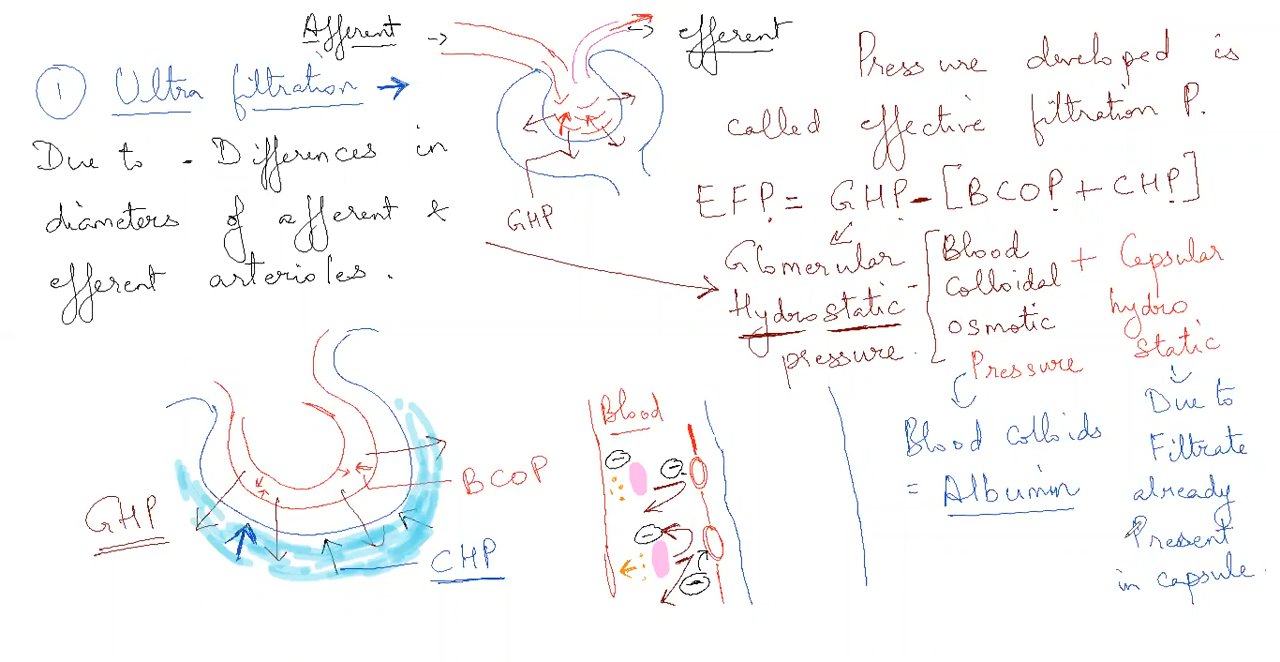 Afferent → → efferent
① Ultra filtration →
Due to - Differences in
diameters of afferent &
efferent arterioles.
GHP
Pressure developed is
called effective filtration P.
EFP = GHP - [BCOP + CHP]
Glomerular
Hydrostatic
pressure.
- [Blood
colloidal
osmotic
Pressure
+ Capsular
hydro
static
Blood colloids
= Albumin
Due to
Filtrate
already
Present
in capsule.
GHP
BCOP
CHP
Blood